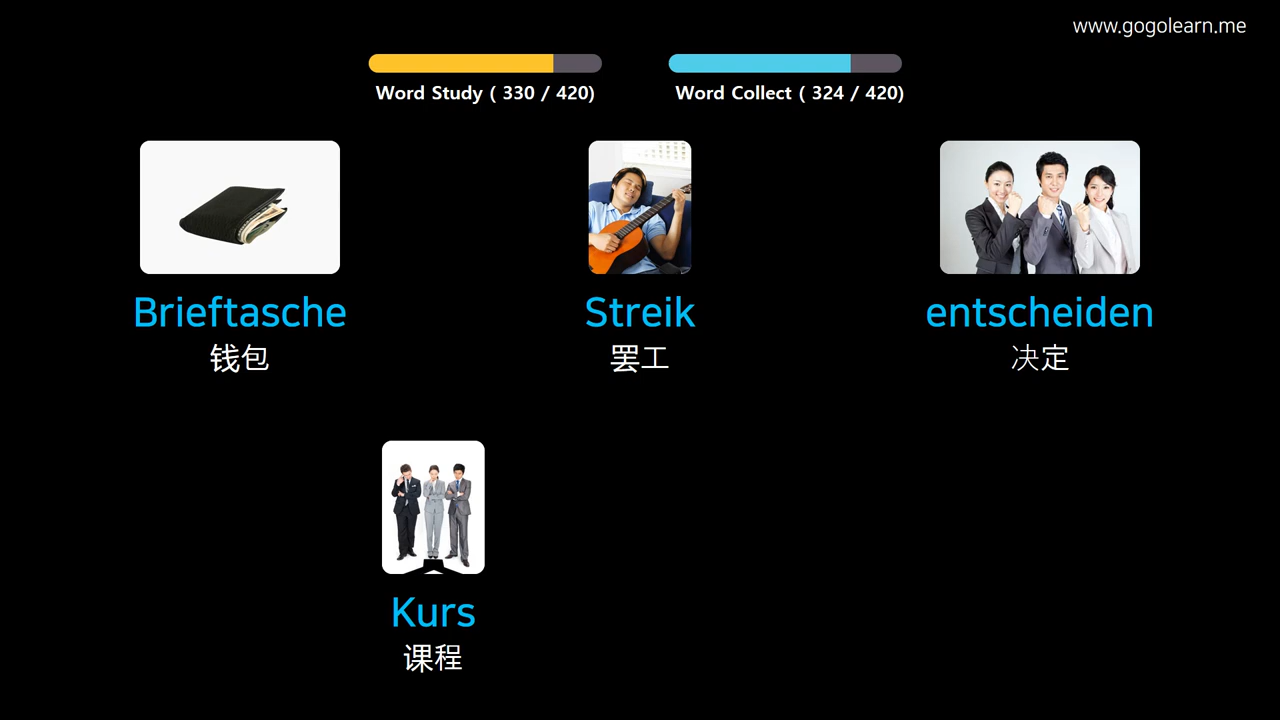 www.gogolearn.me
Word Study ( 330 / 420)
Word Collect ( 324 / 420)
Brieftasche
钱包
Streik
罢工
entscheiden
决定
Kurs
课程